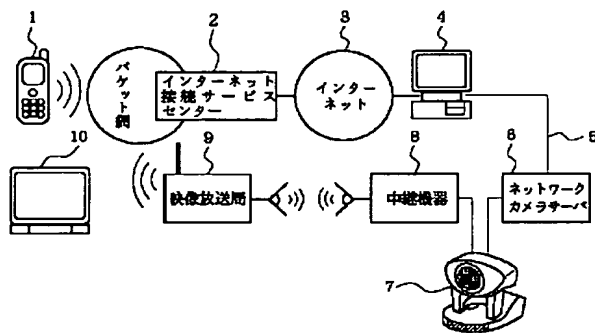 1
2
3
4
パケット網
インターネット
接続サービス
センター
インター
ネット
10
9
8
6
5
映像放送局
中継機器
ネットワーク
カメラサーバ
7